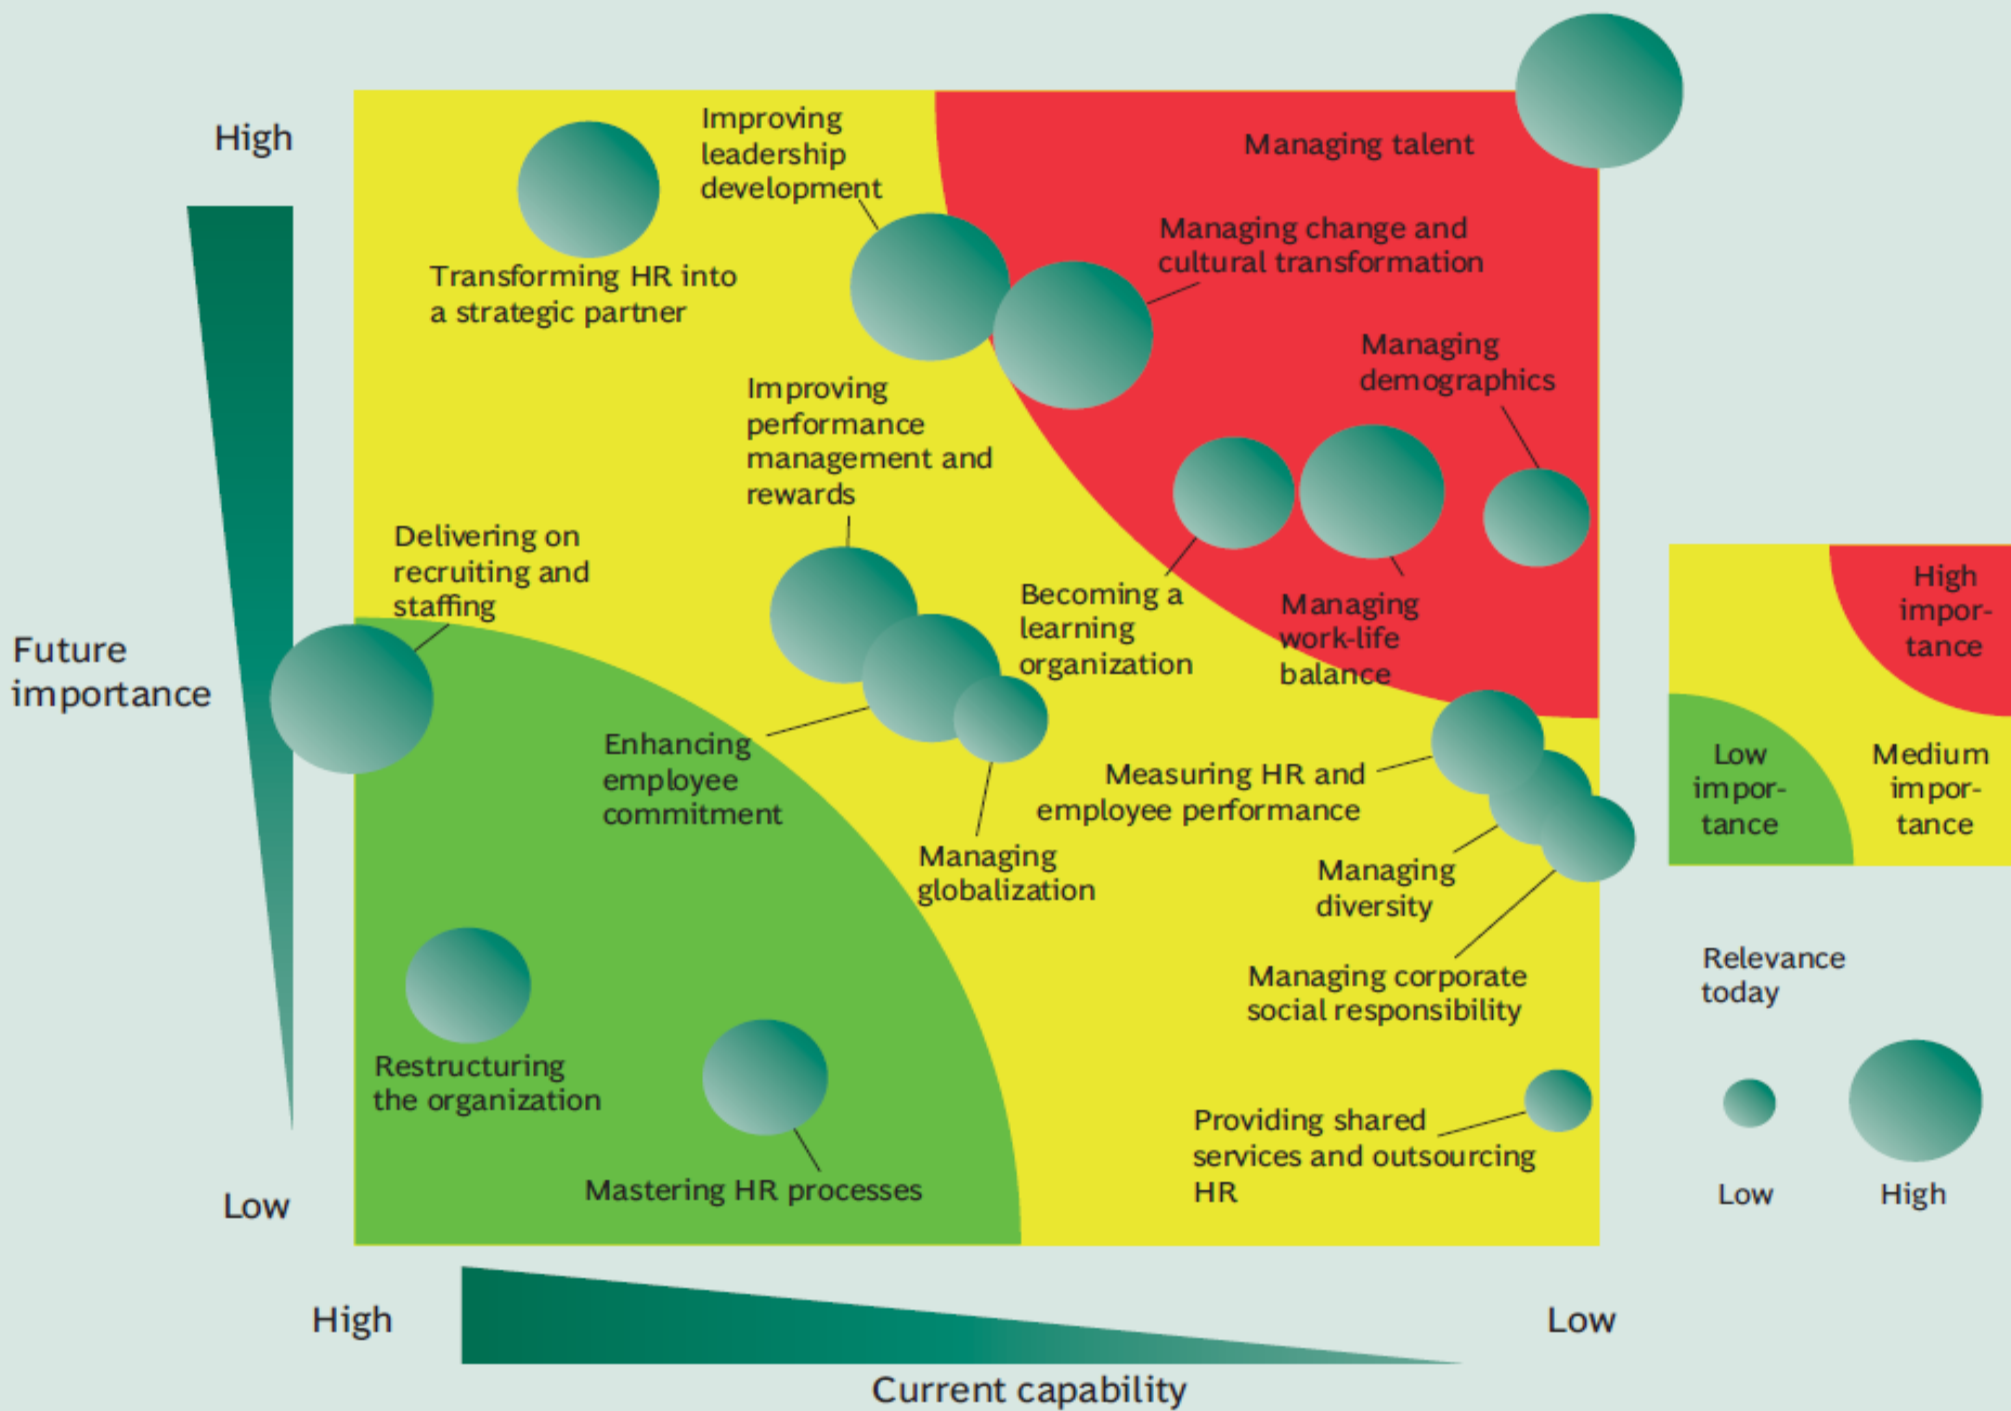 High
Improving
leadership
development
Managing talent
Transforming HR into
a strategic partner
Managing change and
cultural transformation
Managing
demographics
Improving
performance
management and
rewards
Delivering on
recruiting and
staffing
Future
importance
Becoming a
learning
organization
Managing
work-life
balance
Enhancing
employee
commitment
Managing
globalization
Measuring HR and
employee performance
Managing
diversity
Managing corporate
social responsibility
Restructuring
the organization
Mastering HR processes
Providing shared
services and outsourcing
HR
Low
High
Low
Current capability
High
impor-
tance
Low
impor-
tance
Medium
impor-
tance
Relevance
today
Low
High